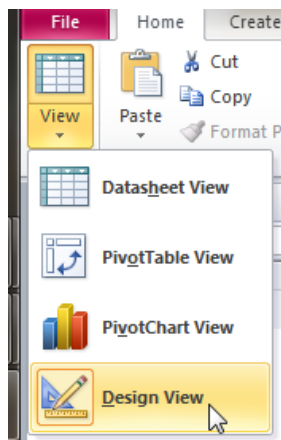 File Home Create
View Paste Cut
Copy
Format P
Datasheet View
PivotTable View
PivotChart View
Design View